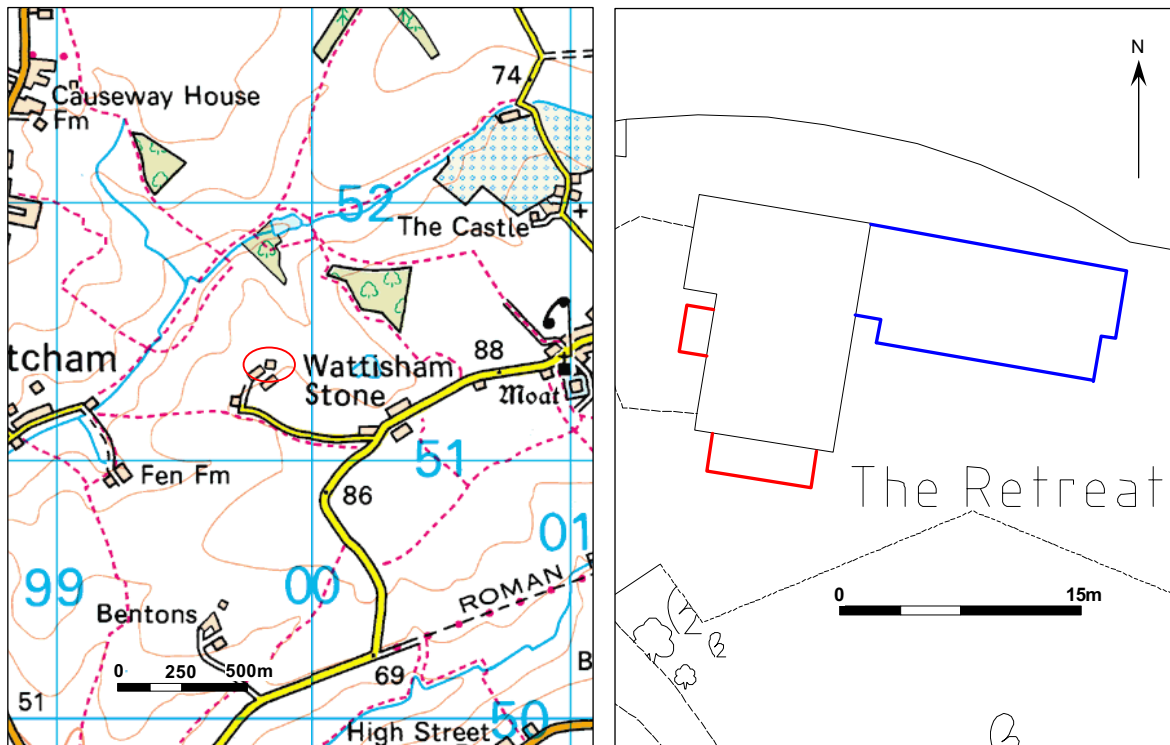 Causeway House
Fm
74
52
The Castle
tcham
Wattisham
Stone
88
Moat
Fen Fm
51
86
01
99
00
ROMAN
Bentons
0 250 500m
69
51
High Street
50
B
N
The Retreat
0 15m